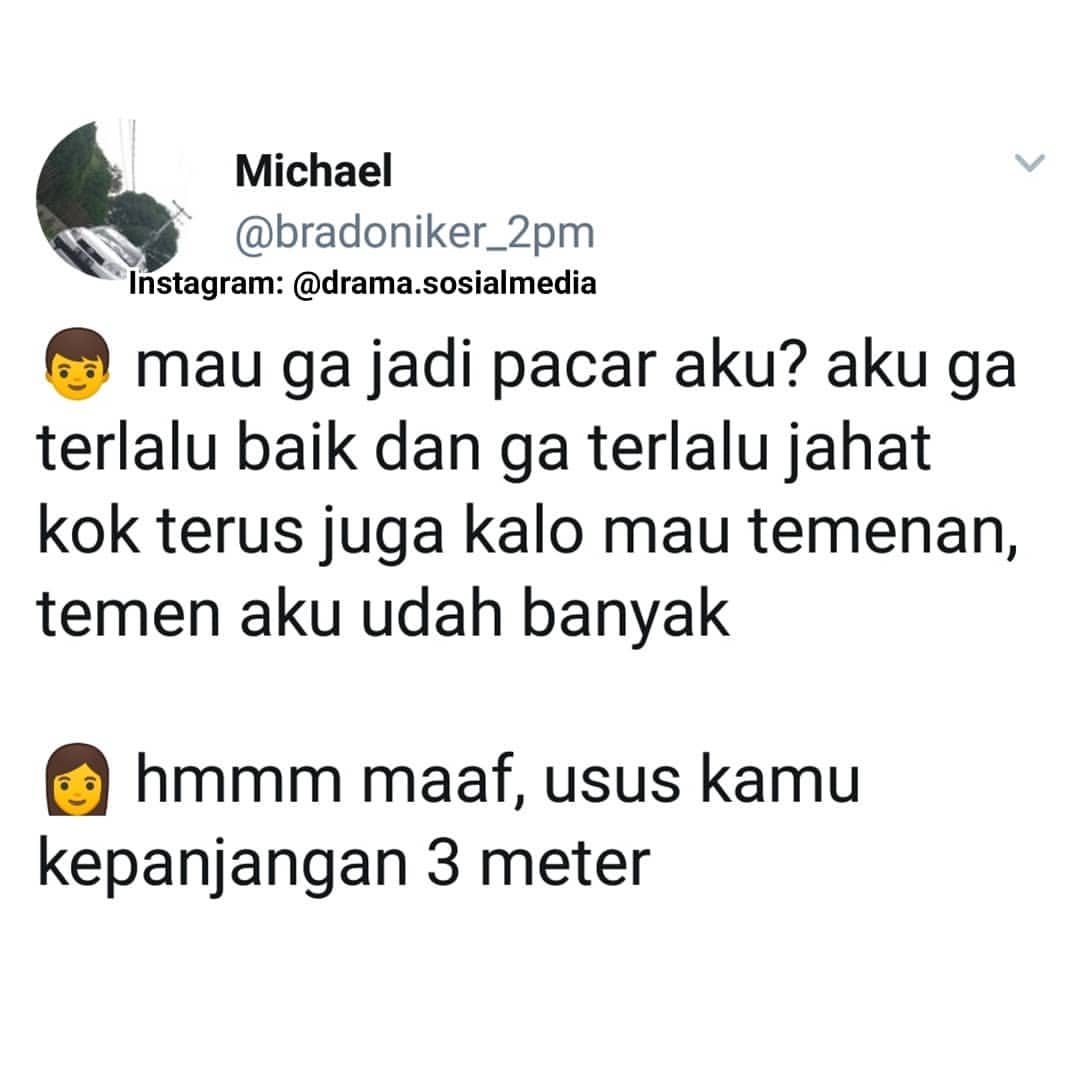 Michael
@bradoniker_2pm
Instagram: @drama.sosialmedia
👦 mau ga jadi pacar aku? aku ga
terlalu baik dan ga terlalu jahat
kok terus juga kalo mau temenan,
temen aku udah banyak
👩 hmmm maaf, usus kamu
kepanjangan 3 meter